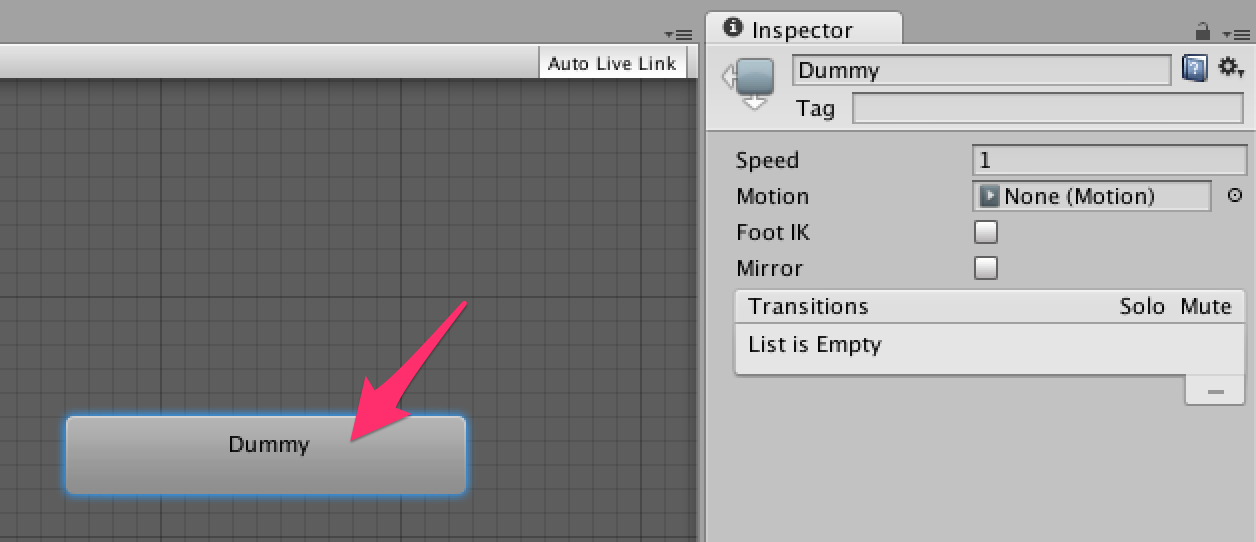 Auto Live Link
Dummy
Inspector
Dummy
Tag
Speed 1
Motion None (Motion)
Foot IK
Mirror
Transitions Solo Mute
List is Empty